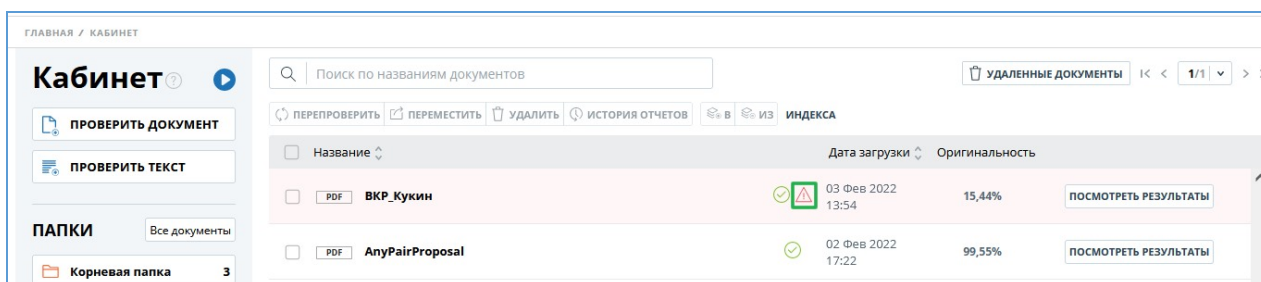 ГЛАВНАЯ / КАБИНЕТ
Кабинет
ПРОВЕРИТЬ ДОКУМЕНТ
ПРОВЕРИТЬ ТЕКСТ
ПАПКИ Все документы
Корневая папка 3
Поиск по названиям документов
УДАЛЕННЫЕ ДОКУМЕНТЫ 1/1
ПЕРЕПРОВЕРИТЬ ПЕРЕМЕСТИТЬ УДАЛИТЬ ИСТОРИЯ ОТЧЕТОВ В ИЗ ИНДЕКСА
Название Дата загрузки Оригинальность
PDF ВКР_Кукин 03 Фев 2022 13:54 15,44% ПОСМОТРЕТЬ РЕЗУЛЬТАТЫ
PDF AnyPairProposal 02 Фев 2022 17:22 99,55% ПОСМОТРЕТЬ РЕЗУЛЬТАТЫ